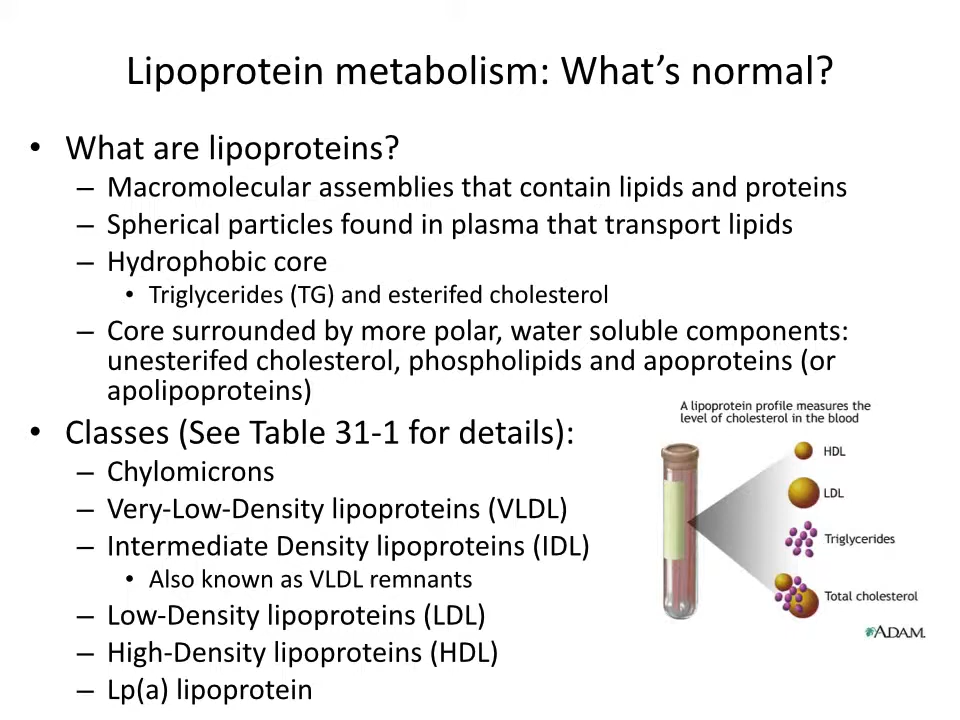 Lipoprotein metabolism: What's normal?
• What are lipoproteins?
– Macromolecular assemblies that contain lipids and proteins
– Spherical particles found in plasma that transport lipids
– Hydrophobic core
• Triglycerides (TG) and esterifed cholesterol
– Core surrounded by more polar, water soluble components:
unesterifed cholesterol, phospholipids and apoproteins (or
apolipoproteins)
• Classes (See Table 31-1 for details):
– Chylomicrons
– Very-Low-Density lipoproteins (VLDL)
– Intermediate Density lipoproteins (IDL)
• Also known as VLDL remnants
– Low-Density lipoproteins (LDL)
– High-Density lipoproteins (HDL)
– Lp(a) lipoprotein
A lipoprotein profile measures the
level of cholesterol in the blood
HDL
LDL
Triglycerides
Total cholesterol
ADAM.